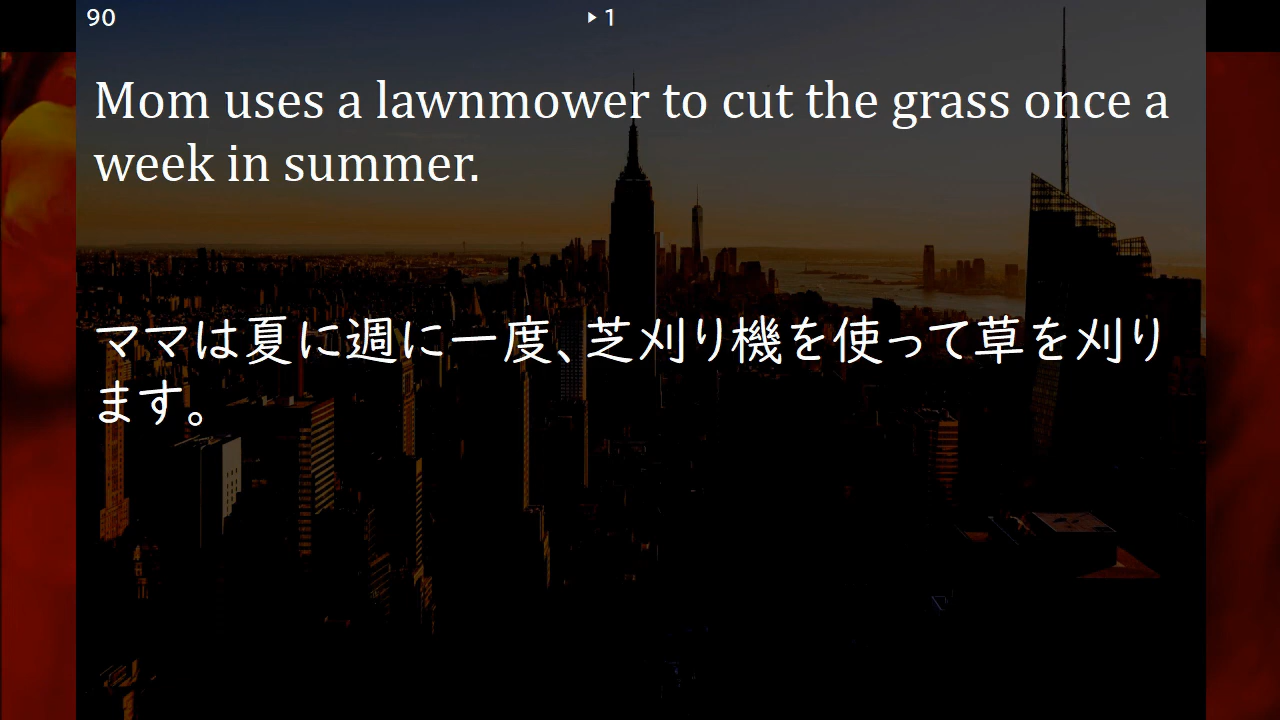 90
▸ 1
Mom uses a lawnmower to cut the grass once a
week in summer.
ママは夏に週に一度、芝刈り機を使って草を刈り
ます。